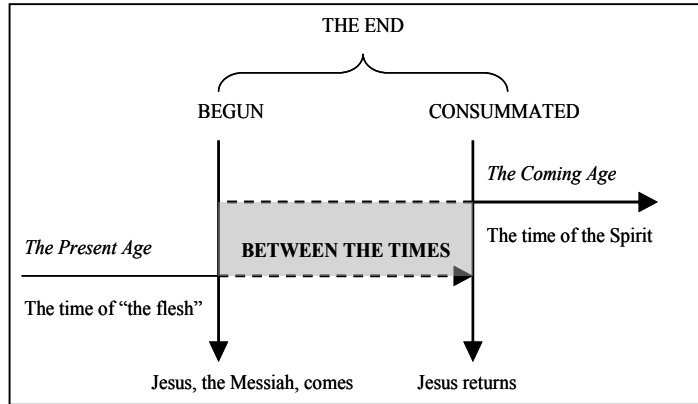 THE END
BEGUN
CONSUMMATED
The Coming Age
The time of the Spirit
The Present Age
BETWEEN THE TIMES
The time of “the flesh”
Jesus, the Messiah, comes
Jesus returns